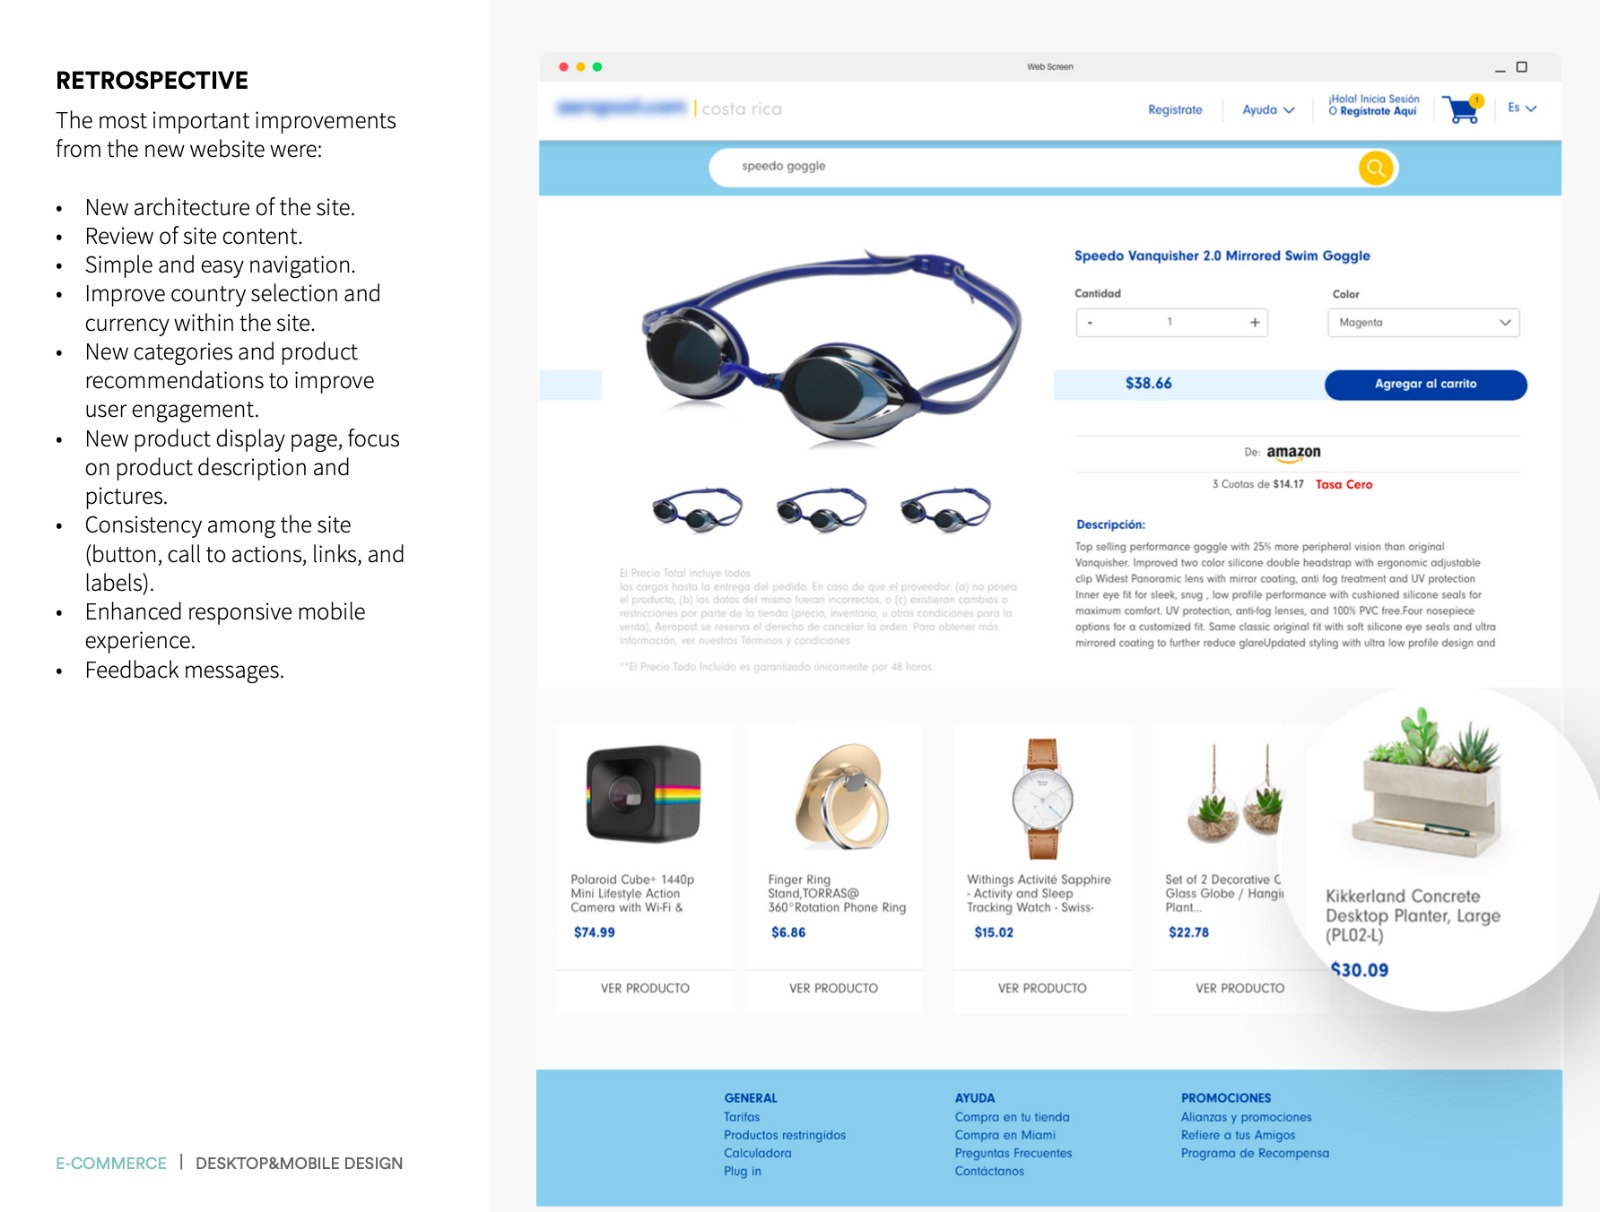 RETROSPECTIVE
The most important improvements
from the new website were:
• New architecture of the site.
• Review of site content.
• Simple and easy navigation.
• Improve country selection and
currency within the site.
• New categories and product
recommendations to improve
user engagement.
• New product display page, focus
on product description and
pictures.
• Consistency among the site
(button, call to actions, links, and
labels).
• Enhanced responsive mobile
experience.
• Feedback messages.
E-COMMERCE | DESKTOP&MOBILE DESIGN
Web Screen
costa rica
Registrate
Ayuda
¡Hola! Inicia Sesión
O Regístrate Aquí
1
Es
speedo goggle
Speedo Vanquisher 2.0 Mirrored Swim Goggle
Cantidad
Color
- 1 +
Magenta
$38.66
Agregar al carrito
De: amazon
3 Cuotas de $14.17 Tasa Cero
Descripción:
Top selling performance goggle with 25% more peripheral vision than original
Vanquisher. Improved two color silicone double headstrap with ergonomic adjustable
clip Widest Panoramic lens with mirror coating, anti fog treatment and UV protection
Inner eye fit for sleek, snug , low profile performance with cushioned silicone seals for
maximum comfort. UV protection, anti-fog lenses, and 100% PVC free.Four nosepiece
options for a customized fit. Same classic original fit with soft silicone eye seals and ultra
mirrored coating to further reduce glareUpdated styling with ultra low profile design and
El Precio Total incluye todos
los cargos hasta la entrega del pedido. En caso de que el proveedor: (a) no posea
el producto, (b) los datos del mismo fueran incorrectos, o (c) existieran cambios o
restricciones por parte de la tienda (precio, inventario, u otras condiciones para la
venta), Aeropost se reserva el derecho de cancelar la orden. Para obtener más
información, ver nuestros Términos y condiciones
**El Precio Todo Incluido es garantizado únicamente por 48 horas.
Polaroid Cube+ 1440p
Mini Lifestyle Action
Camera with Wi-Fi &
$74.99
VER PRODUCTO
Finger Ring
Stand,TORRAS@
360°Rotation Phone Ring
$6.86
VER PRODUCTO
Withings Activité Sapphire
- Activity and Sleep
Tracking Watch - Swiss-
$15.02
VER PRODUCTO
Set of 2 Decorative
Glass Globe /
Plant...
$22.78
VER PRODUCTO
Kikkerland Concrete
Desktop Planter, Large
(PL02-L)
$30.09
GENERAL
Tarifas
Productos restringidos
Calculadora
Plug in
AYUDA
Compra en tu tienda
Compra en Miami
Preguntas Frecuentes
Contáctanos
PROMOCIONES
Alianzas y promociones
Refiere a tus Amigos
Programa de Recompensa